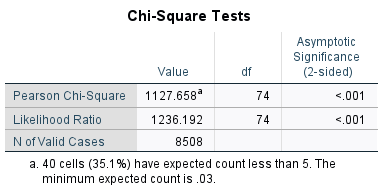 Chi-Square Tests
Value df Asymptotic Significance (2-sided)
Pearson Chi-Square 1127.658a 74 <.001
Likelihood Ratio 1236.192 74 <.001
N of Valid Cases 8508
a. 40 cells (35.1%) have expected count less than 5. The
minimum expected count is .03.